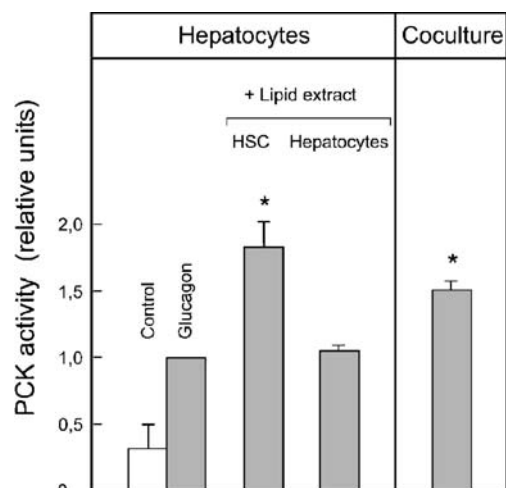 Hepatocytes
Coculture
+ Lipid extract
HSC
Hepatocytes
*
*
Control
Glucagon
PCK activity (relative units)
2,0
1,5
1,0
0,5
0